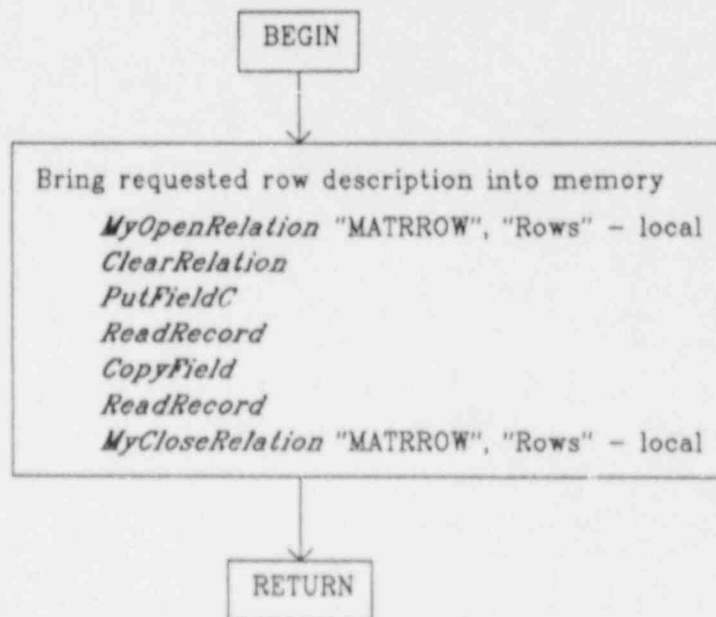 BEGIN
Bring requested row description into memory
MyOpenRelation "MATRROW", "Rows" - local
ClearRelation
PutFieldC
ReadRecord
CopyField
ReadRecord
MyCloseRelation "MATRROW", "Rows" - local
RETURN